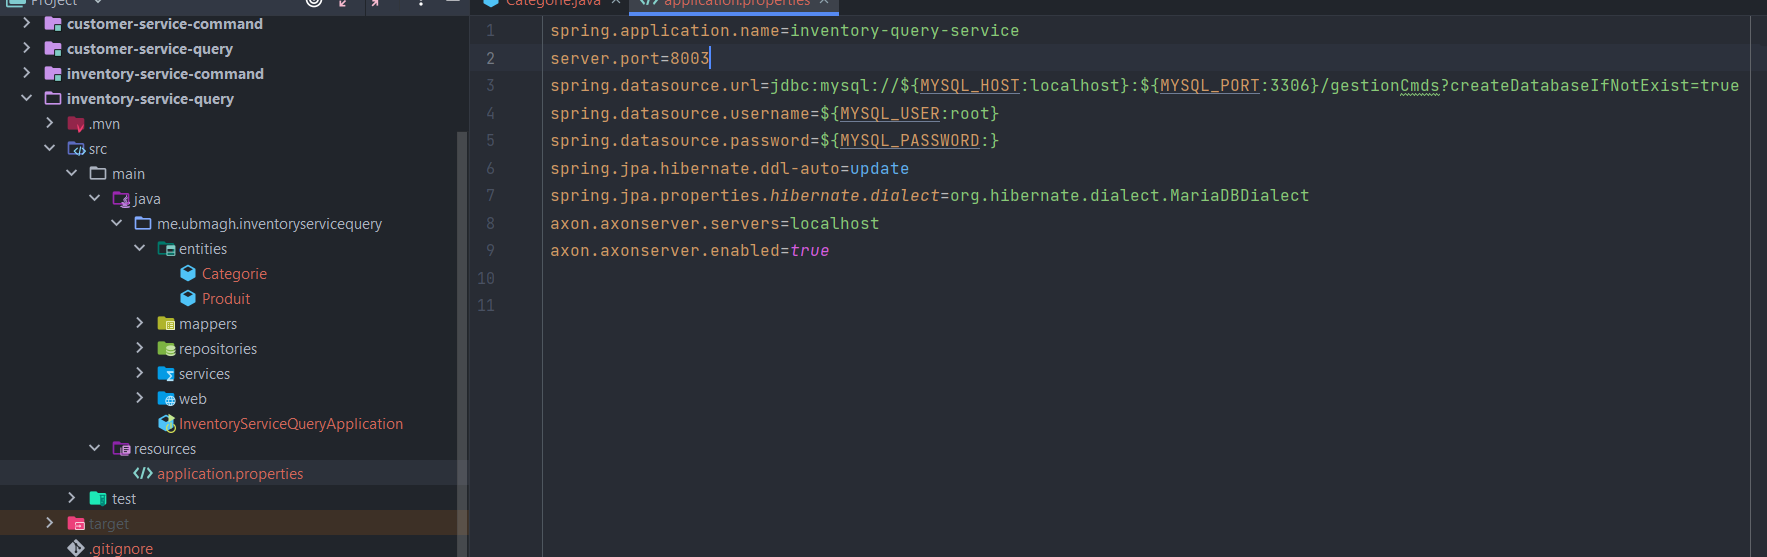 Project
customer-service-command
customer-service-query
inventory-service-command
inventory-service-query
.mvn
src
main
java
me.ubmagh.inventoryservicequery
entities
Categorie
Produit
mappers
repositories
services
web
InventoryServiceQueryApplication
resources
application.properties
test
target
.gitignore
Categorie.java
application.properties
1 spring.application.name=inventory-query-service
2 server.port=8003
3 spring.datasource.url=jdbc:mysql://${MYSQL_HOST:localhost}:${MYSQL_PORT:3306}/gestionCmds?createDatabaseIfNotExist=true
4 spring.datasource.username=${MYSQL_USER:root}
5 spring.datasource.password=${MYSQL_PASSWORD:}
6 spring.jpa.hibernate.ddl-auto=update
7 spring.jpa.properties.hibernate.dialect=org.hibernate.dialect.MariaDBDialect
8 axon.axonserver.servers=localhost
9 axon.axonserver.enabled=true
10
11